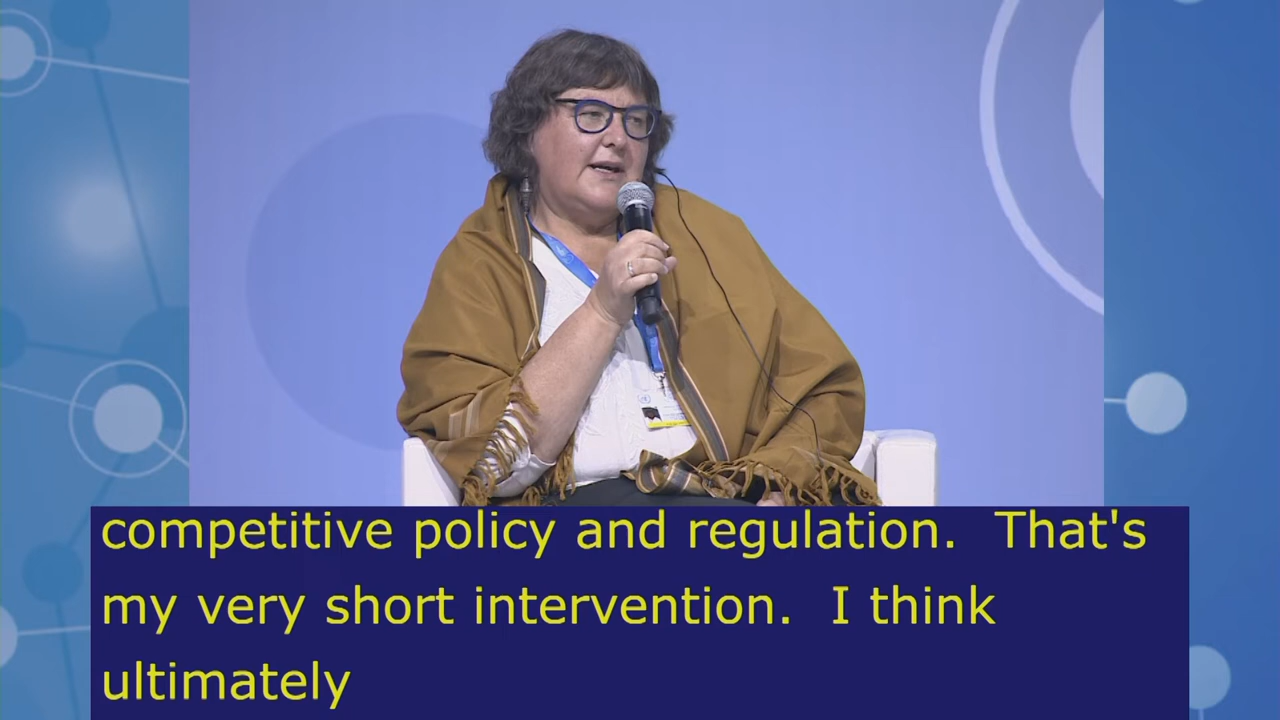 competitive policy and regulation.  That's
my very short intervention.  I think
ultimately